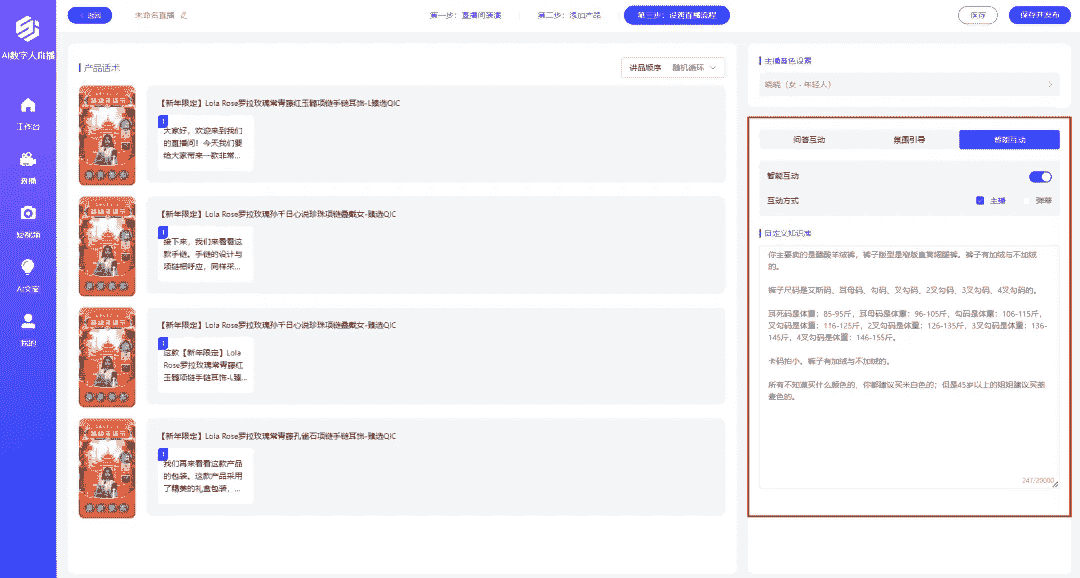 AI数字人直播
工作台
直播
短视频
AI文案
我的
返回
未命名直播
第一步：直播间装演
第二步：添加产品
第三步：设置直播流程
保存
保存并发布
产品话术
讲品顺序 随机循环
【新年限定】Lola Rose罗拉玫瑰常青藤红玉髓项链手链耳饰-L臻选QIC
1
大家好，欢迎来到我们
的直播间！今天我们要
给大家带来一款非常...
【新年限定】Lola Rose罗拉玫瑰孙千日心说珍珠项链叠戴女-臻选QIC
1
接下来，我们来看看这
款手链。手链的设计与
项链相呼应，同样采...
【新年限定】Lola Rose罗拉玫瑰孙千日心说珍珠项链叠戴女-臻选QIC
1
这款【新年限定】Lola
Rose罗拉玫瑰常青藤红
玉髓项链手链耳饰-L臻...
【新年限定】Lola Rose罗拉玫瑰常青藤孔雀石项链手链耳饰-臻选QIC
1
我们再来看看这款产品
的包装。这款产品采用
了精美的礼盒包装，...
主播音色设置
晓晓（女 - 年轻人）
问答互动
氛围引导
智能互动
智能互动
互动方式
主播
弹幕
自定义知识库
你主要卖的是醋酸羊绒裤，裤子版型是窄版直筒烟腿裤。裤子有加绒与不加绒
的。
裤子尺码是艾斯码、耳母码、勾码、叉勾码、2叉勾码、3叉勾码、4叉勾码的。
耳死码是体重：85-95斤，耳母码是体重：96-105斤，勾码是体重：106-115斤，
叉勾码是体重：116-125斤，2叉勾码是体重：126-135斤，3叉勾码是体重：136-
145斤，4叉勾码是体重：146-155斤。
卡码拍小。裤子有加绒与不加绒的。
所有不知道买什么颜色的，你都建议买米白色的；但是45岁以上的姐姐建议买燕
麦色的。
247/20000